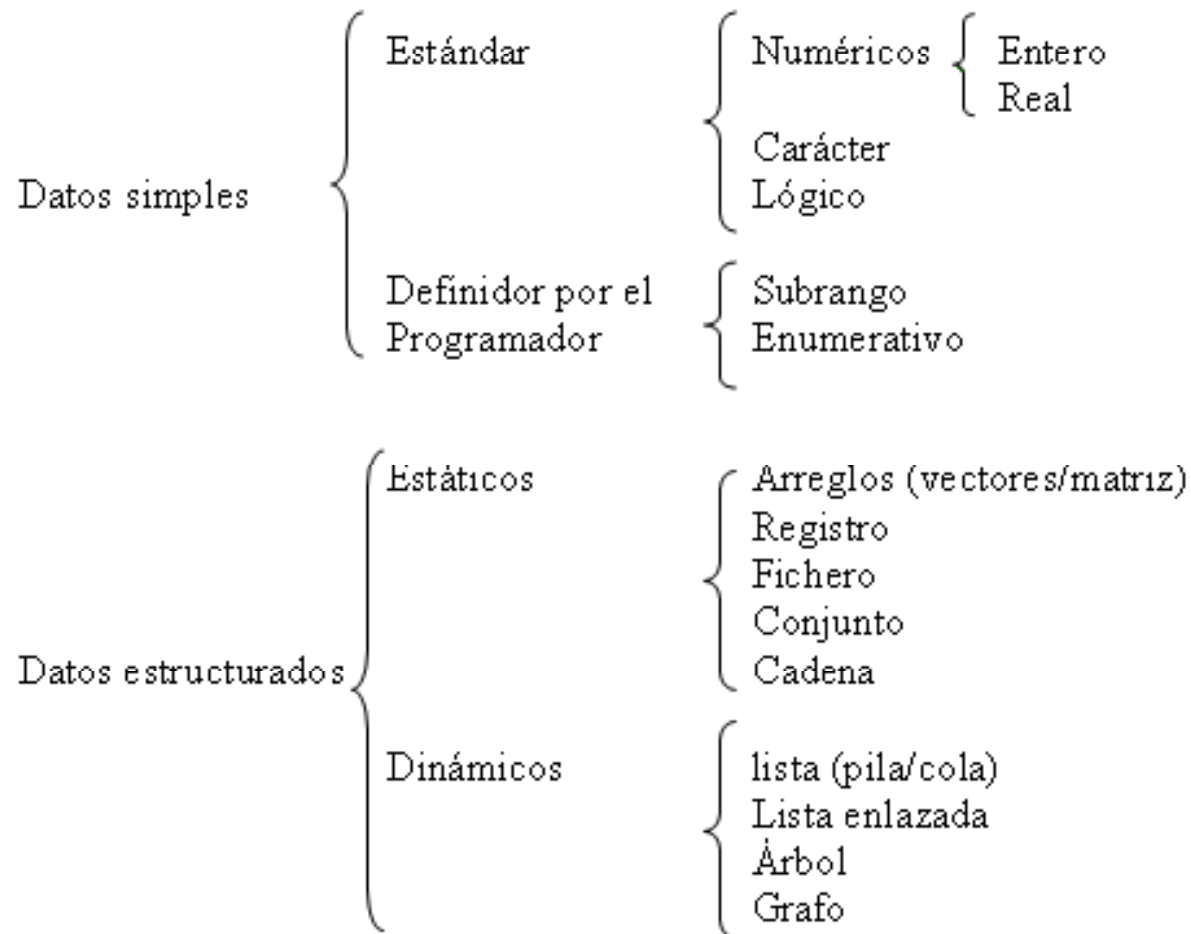 Estándar
Numéricos
Entero
Real
Carácter
Lógico
Datos simples
Definidor por el
Programador
Subrango
Enumerativo
Estáticos
Arreglos (vectores/matriz)
Registro
Fichero
Conjunto
Cadena
Datos estructurados
Dinámicos
lista (pila/cola)
Lista enlazada
Árbol
Grafo